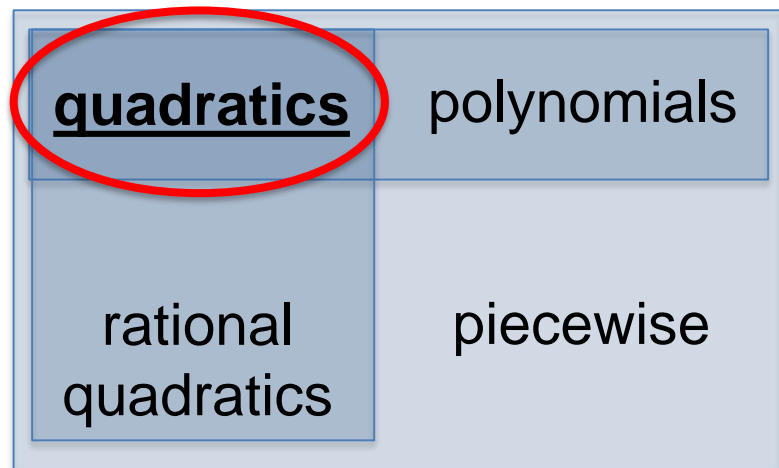 quadratics polynomials
rational piecewise
quadratics